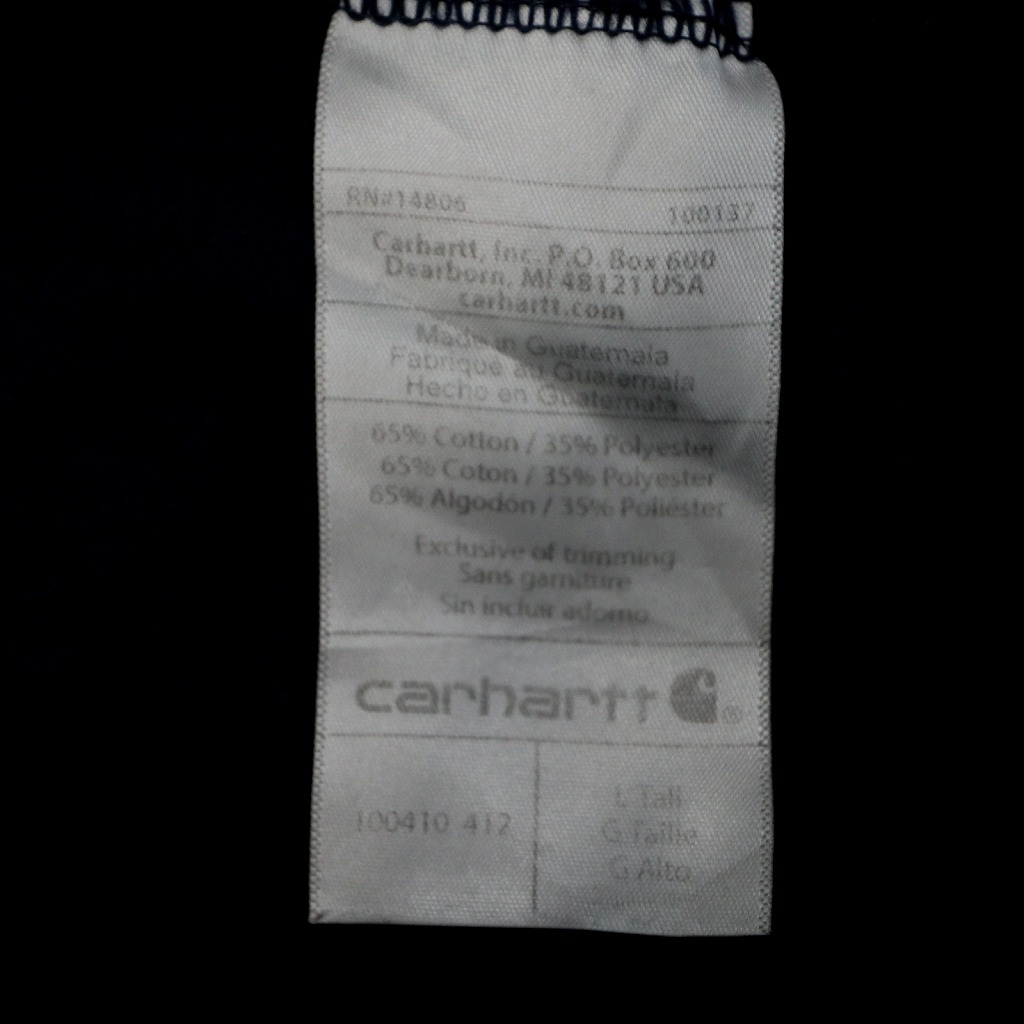 RN#14806 100137
Carhartt, Inc. P.O. Box 600
Dearborn, MI 48121 USA
carhartt.com
Made in Guatemala
Fabriqué au Guatemala
Hecho en Guatemala
65% Cotton / 35% Polyester
65% Coton / 35% Polyester
65% Algodón / 35% Poliéster
Exclusive of trimming
Sans garniture
Sin incluir adorno
carhartt ®
100410 412
L Tall
G Taille
G Alto